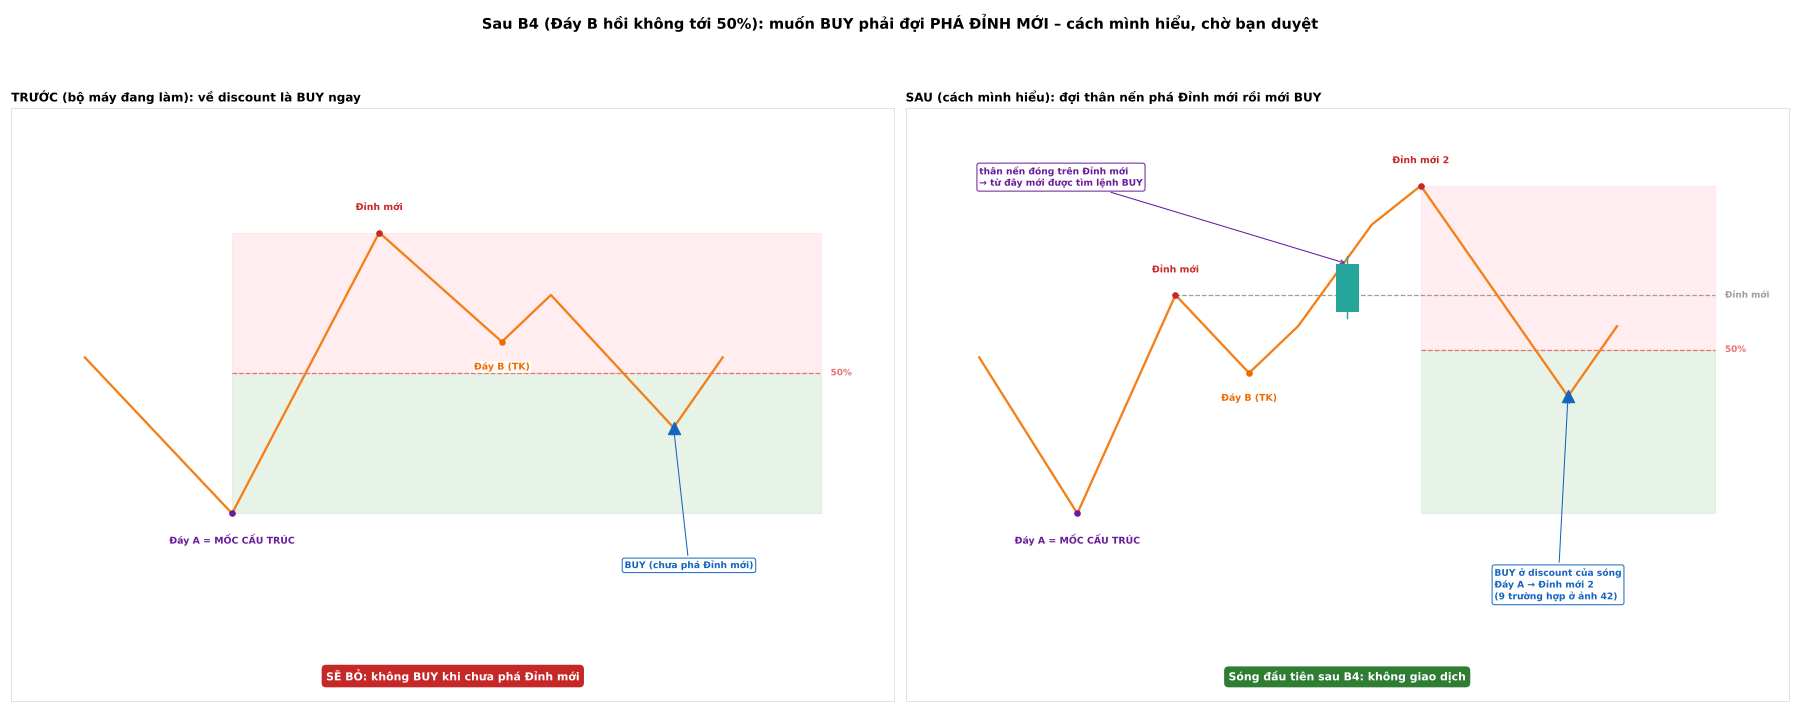 Sau B4 (Đáy B hồi không tới 50%): muốn BUY phải đợi PHÁ ĐỈNH MỚI – cách mình hiểu, chờ bạn duyệt
TRƯỚC (bộ máy đang làm): về discount là BUY ngay
Đỉnh mới
Đáy B (TK)
50%
Đáy A = MỐC CẤU TRÚC
BUY (chưa phá Đỉnh mới)
SẼ BỎ: không BUY khi chưa phá Đỉnh mới
SAU (cách mình hiểu): đợi thân nến phá Đỉnh mới rồi mới BUY
Đỉnh mới 2
thân nến đóng trên Đỉnh mới
→ từ đây mới được tìm lệnh BUY
Đỉnh mới
Đỉnh mới
50%
Đáy B (TK)
Đáy A = MỐC CẤU TRÚC
BUY ở discount của sóng
Đáy A → Đỉnh mới 2
(9 trường hợp ở ảnh 42)
Sóng đầu tiên sau B4: không giao dịch